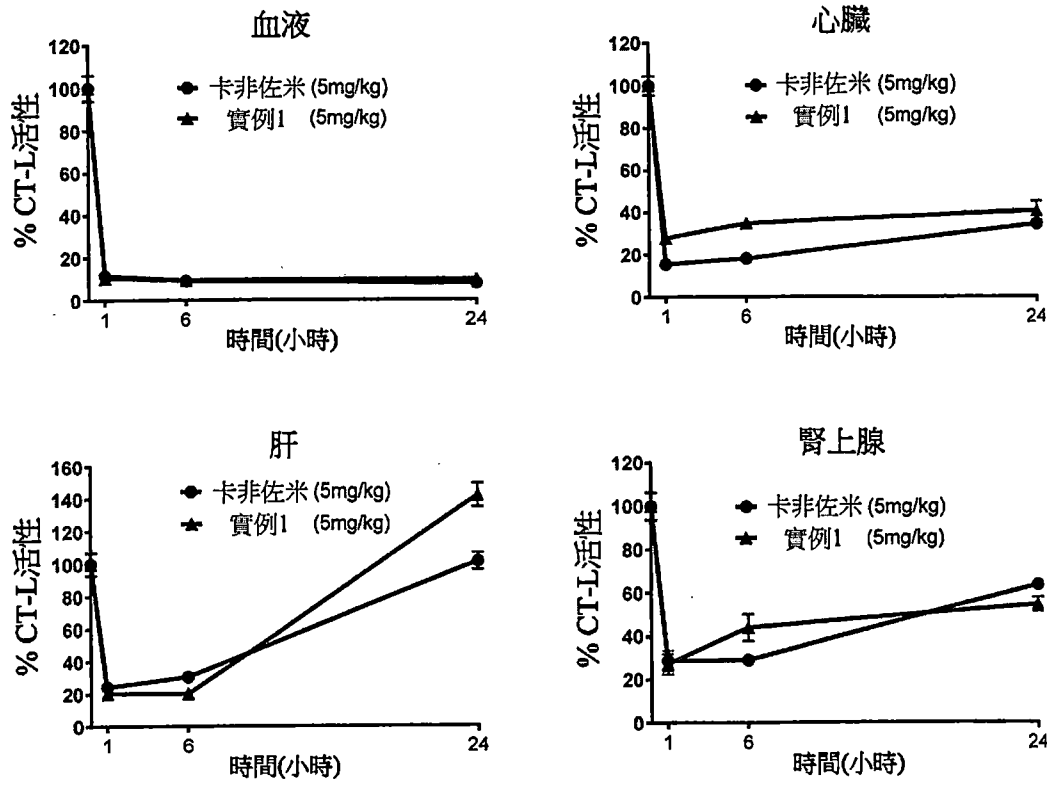 血液
120
100
80
60
40
20
0
% CT-L活性
卡非佐米 (5mg/kg)
實例1 (5mg/kg)
1 6 24
時間(小時)
心臟
120
100
80
60
40
20
0
% CT-L活性
卡非佐米 (5mg/kg)
實例1 (5mg/kg)
1 6 24
時間(小時)
肝
160
140
120
100
80
60
40
20
0
% CT-L活性
卡非佐米 (5mg/kg)
實例1 (5mg/kg)
1 6 24
時間(小時)
腎上腺
120
100
80
60
40
20
0
% CT-L活性
卡非佐米 (5mg/kg)
實例1 (5mg/kg)
1 6 24
時間(小時)